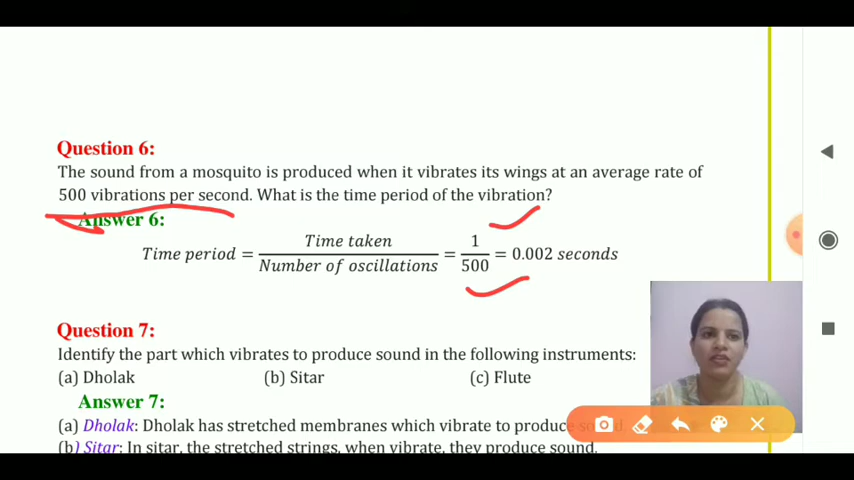 Question 6:
The sound from a mosquito is produced when it vibrates its wings at an average rate of
500 vibrations per second. What is the time period of the vibration?
Answer 6:
Time period = Time taken / Number of oscillations = 1 / 500 = 0.002 seconds
Question 7:
Identify the part which vibrates to produce sound in the following instruments:
(a) Dholak (b) Sitar (c) Flute
Answer 7:
(a) Dholak: Dholak has stretched membranes which vibrate to produce sound.
(b) Sitar: In sitar, the stretched strings, when vibrate, they produce sound.